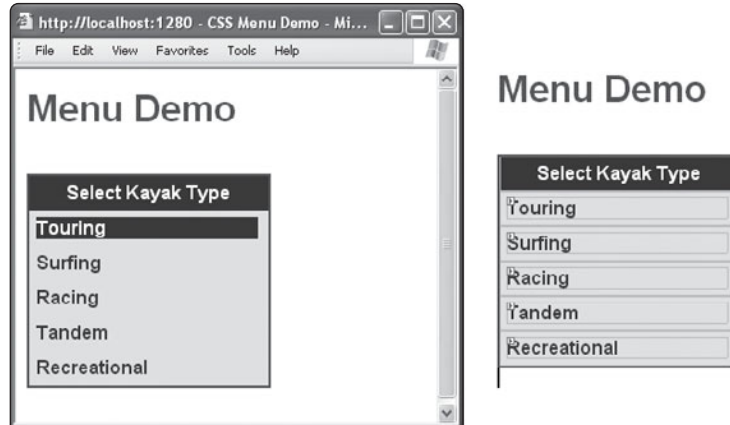 http://localhost:1280 - CSS Menu Demo - Mi...
File Edit View Favorites Tools Help
Menu Demo
Select Kayak Type
Touring
Surfing
Racing
Tandem
Recreational
Menu Demo
Select Kayak Type
Touring
Surfing
Racing
Tandem
Recreational